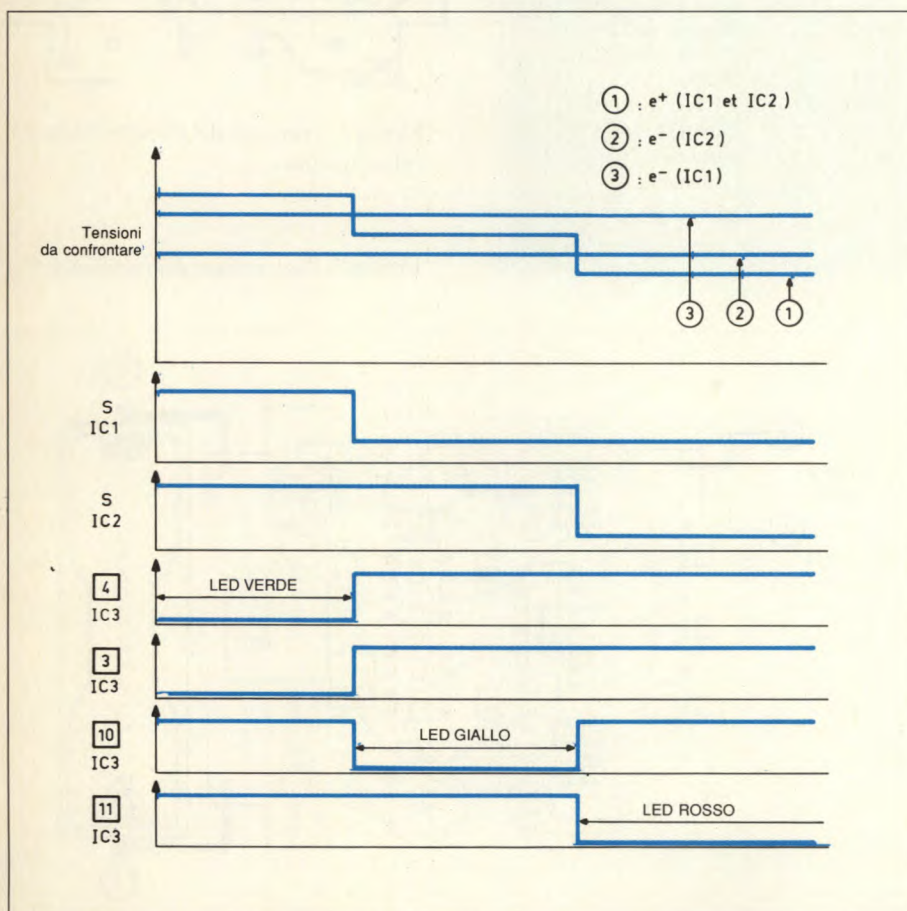 ① : e⁺ (IC1 et IC2)
② : e⁻ (IC2)
③ : e⁻ (IC1)
Tensioni
da confrontare
③ ② ①
S
IC1
S
IC2
4
IC3
LED VERDE
3
IC3
10
IC3
LED GIALLO
11
IC3
LED ROSSO